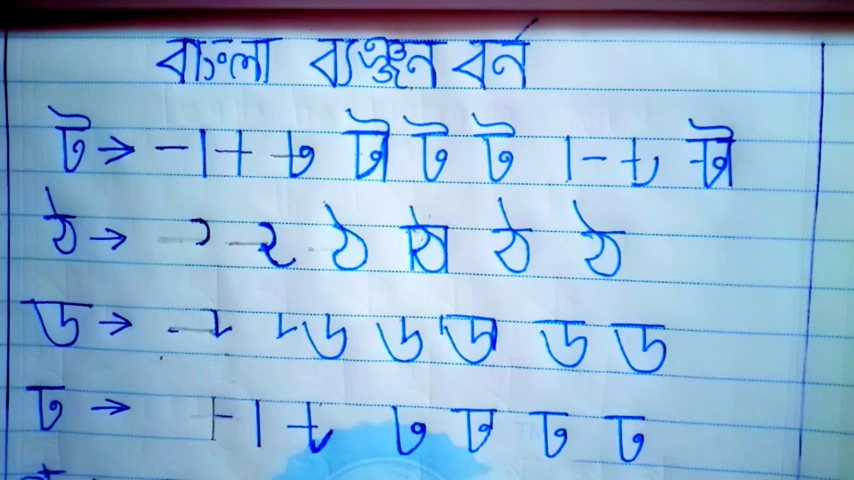 বাংলা ব্যঞ্জন বর্ন
ট → ট ট ট ট
ঠ → ঠ ঠ ঠ ঠ
ড → ড ড ড ড ড
ঢ → ঢ ঢ ঢ ঢ